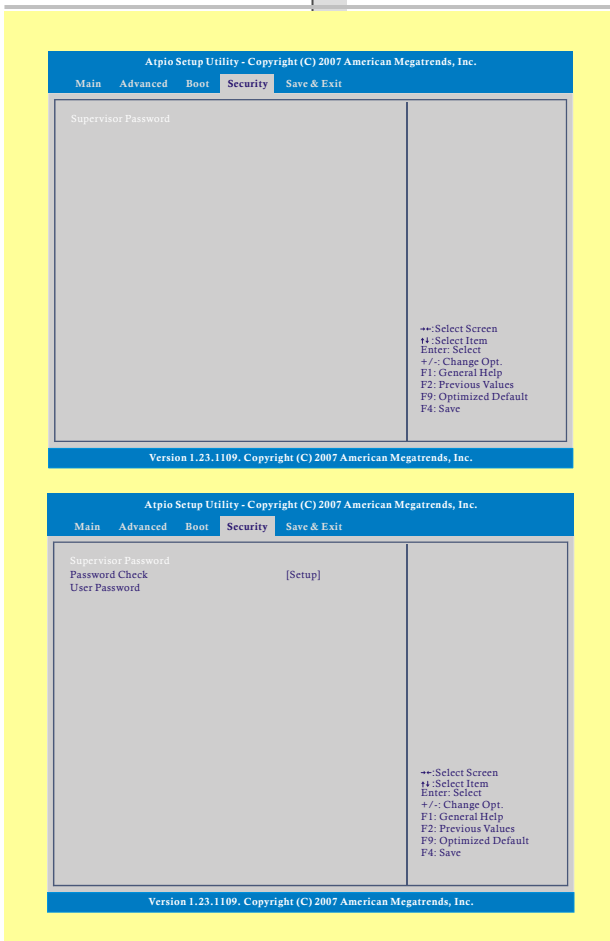 Atpio Setup Utility - Copyright (C) 2007 American Megatrends, Inc.
Main Advanced Boot Security Save & Exit
Supervisor Password
→←:Select Screen
↑↓:Select Item
Enter: Select
+/-: Change Opt.
F1: General Help
F2: Previous Values
F9: Optimized Default
F4: Save
Version 1.23.1109. Copyright (C) 2007 American Megatrends, Inc.
Atpio Setup Utility - Copyright (C) 2007 American Megatrends, Inc.
Main Advanced Boot Security Save & Exit
Supervisor Password
Password Check [Setup]
User Password
→←:Select Screen
↑↓:Select Item
Enter: Select
+/-: Change Opt.
F1: General Help
F2: Previous Values
F9: Optimized Default
F4: Save
Version 1.23.1109. Copyright (C) 2007 American Megatrends, Inc.